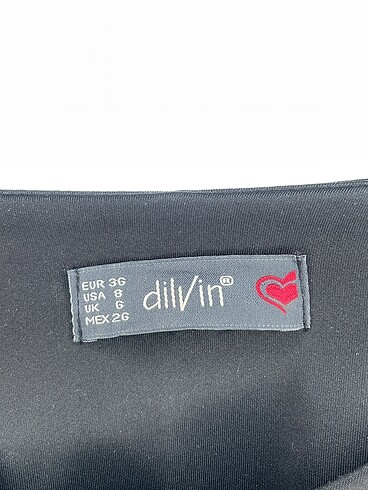 EUR 36
USA 8
UK 6
MEX 26
dilvin®